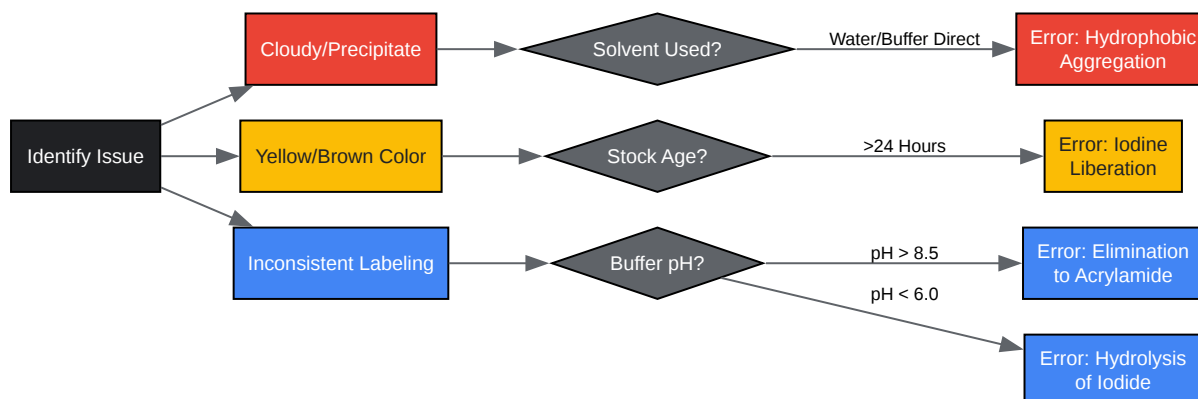 Cloudy/Precipitate
Solvent Used?
Water/Buffer Direct
Error: Hydrophobic
Aggregation
Identify Issue
Yellow/Brown Color
Stock Age?
>24 Hours
Error: Iodine
Liberation
Inconsistent Labeling
Buffer pH?
pH > 8.5
Error: Elimination
to Acrylamide
pH < 6.0
Error: Hydrolysis
of Iodide